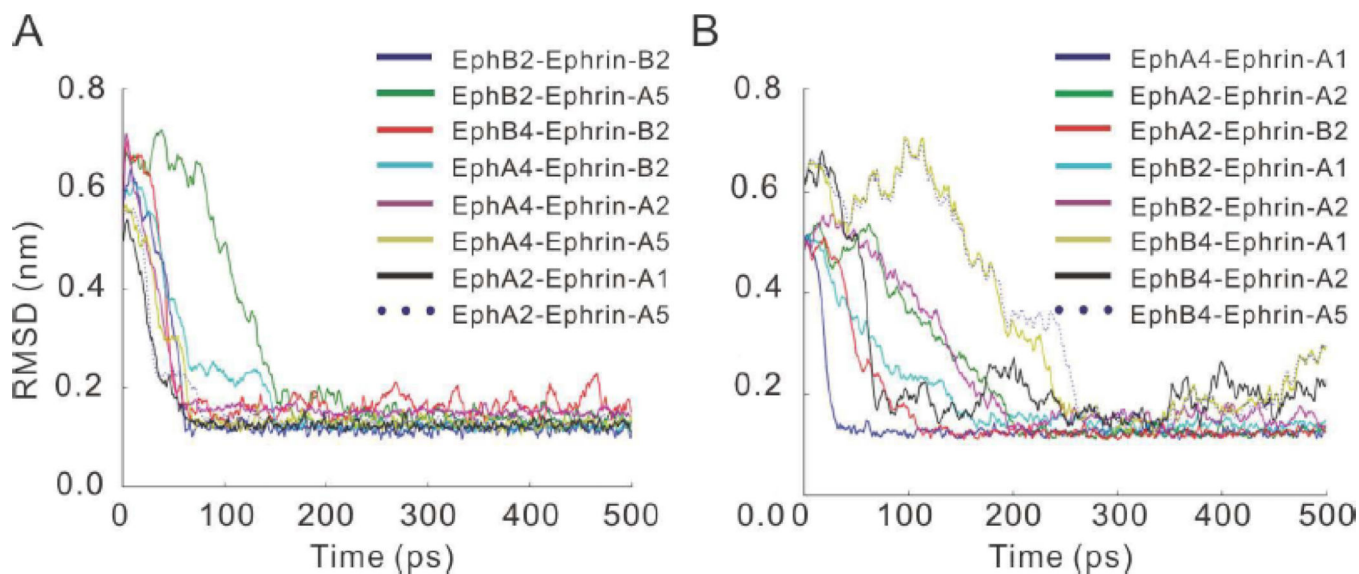 A
EphB2-Ephrin-B2
EphB2-Ephrin-A5
EphB4-Ephrin-B2
EphA4-Ephrin-B2
EphA4-Ephrin-A2
EphA4-Ephrin-A5
EphA2-Ephrin-A1
EphA2-Ephrin-A5
0.8
0.6
0.4
0.2
0.0
RMSD (nm)
0 100 200 300 400 500
Time (ps)
B
EphA4-Ephrin-A1
EphA2-Ephrin-A2
EphA2-Ephrin-B2
EphB2-Ephrin-A1
EphB2-Ephrin-A2
EphB4-Ephrin-A1
EphB4-Ephrin-A2
EphB4-Ephrin-A5
0.8
0.6
0.4
0.2
0.0
0 100 200 300 400 500
Time (ps)